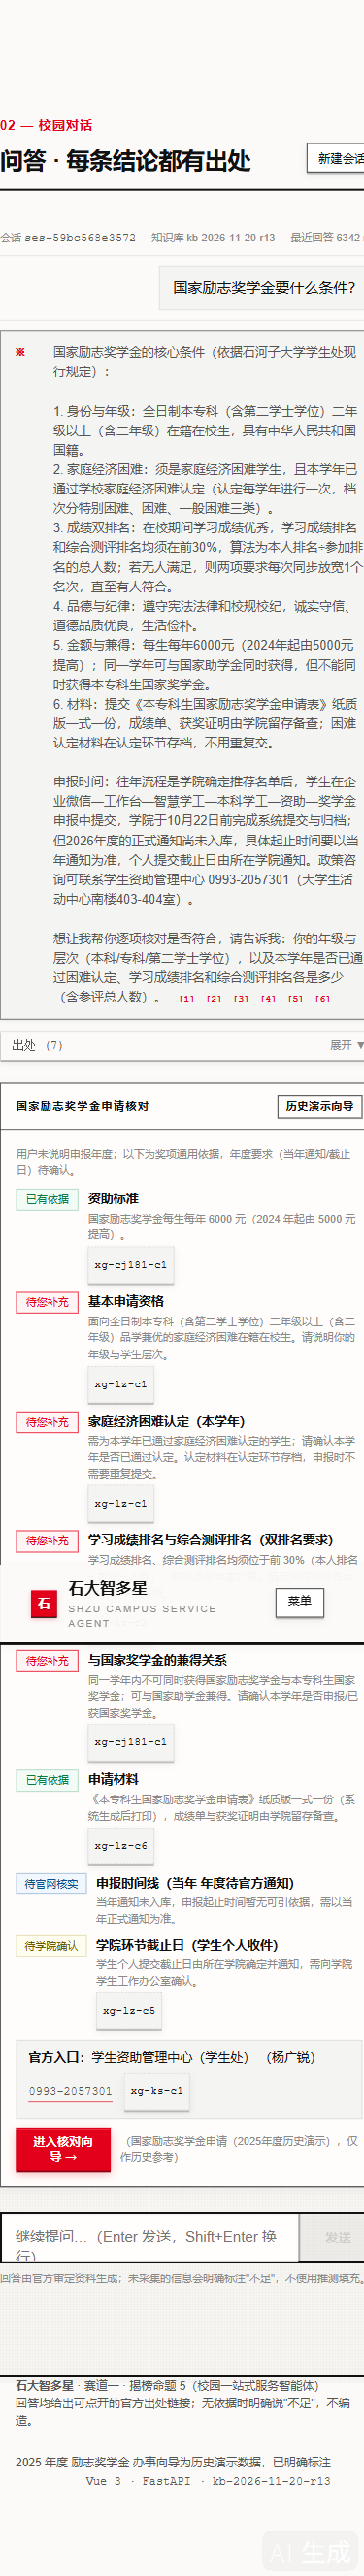 02 — 校园对话
问答 · 每条结论都有出处
新建会话
会话 ses-59bc568e3572 知识库 kb-2026-11-20-r13 最近回答 6342
国家励志奖学金要什么条件?
※
国家励志奖学金的核心条件（依据石河子大学学生处现
行规定）:
1. 身份与年级：全日制本专科（含第二学士学位）二年
级以上（含二年级）在籍在校生，具有中华人民共和国
国籍。
2. 家庭经济困难：须是家庭经济困难学生，且本学年已
通过学校家庭经济困难认定（认定每学年进行一次，档
次分特别困难、困难、一般困难三类）。
3. 成绩双排名：在校期间学习成绩优秀，学习成绩排名
和综合测评排名均须在前30%，算法为本人排名÷参加排
名的总人数；若无人满足，则两项要求每次同步放宽1个
名次，直至有人符合。
4. 品德与纪律：遵守宪法法律和校规校纪，诚实守信、
道德品质优良，生活俭朴。
5. 金额与兼得：每生每年6000元（2024年起由5000元
提高）；同一学年可与国家助学金同时获得，但不能同
时获得本专科生国家奖学金。
6. 材料：提交《本专科生国家励志奖学金申请表》纸质
版一式一份，成绩单、获奖证明由学院留存备查；困难
认定材料在认定环节存档，不用重复交。
申报时间：往年流程是学院确定推荐名单后，学生在企
业微信—工作台—智慧学工—本科学工—资助—奖学金
申报中提交，学院于10月22日前完成系统提交与归档；
但2026年度的正式通知尚未入库，具体起止时间要以当
年通知为准，个人提交截止日由所在学院通知。政策咨
询可联系学生资助管理中心 0993-2057301（大学生活
动中心南楼403-404室）。
想让我帮你逐项核对是否符合，请告诉我：你的年级与
层次（本科/专科/第二学士学位），以及本学年是否已通
过困难认定、学习成绩排名和综合测评排名各是多少
（含参评总人数）。 [1] [2] [3] [4] [5] [6]
出处 （7） 展开 ▼
国家励志奖学金申请核对
历史演示向导
用户未说明申报年度；以下为奖项通用依据，年度要求（当年通知/截止
日）待确认。
已有依据
资助标准
国家励志奖学金每生每年 6000 元（2024 年起由 5000 元
提高）。
xg-cjl81-c1
待您补充
基本申请资格
面向全日制本专科（含第二学士学位）二年级以上（含二
年级）品学兼优的家庭经济困难在籍在校生。请说明你的
年级与学生层次。
xg-lz-c1
待您补充
家庭经济困难认定（本学年）
需为本学年已通过家庭经济困难认定的学生；请确认本学
年是否已通过认定。认定材料在认定环节存档，申报时不
需要重复提交。
xg-lz-c1
待您补充
学习成绩排名与综合测评排名（双排名要求）
学习成绩排名、综合测评排名均须位于前 30%（本人排名
石
石大智多星
SHZU CAMPUS SERVICE
AGENT
菜单
待您补充
与国家奖学金的兼得关系
同一学年内不可同时获得国家励志奖学金与本专科生国家
奖学金；可与国家助学金兼得。请确认本学年是否申报/已
获国家奖学金。
xg-cjl81-c1
已有依据
申请材料
《本专科生国家励志奖学金申请表》纸质版一式一份（系
统生成后打印），成绩单与获奖证明由学院留存备查。
xg-lz-c6
待官网核实
申报时间线（当年 年度待官方通知）
当年通知未入库，申报起止时间暂无可引依据，需以当
年正式通知为准。
待学院确认
学院环节截止日（学生个人收件）
学生个人提交截止日由所在学院确定并通知，需向学院
学生工作办公室确认。
xg-lz-c5
官方入口：学生资助管理中心（学生处）（杨广锐）
0993-2057301 xg-ks-c1
进入核对向
导 →
（国家励志奖学金申请（2025年度历史演示），仅
作历史参考）
继续提问...（Enter 发送，Shift+Enter 换
行）
发送
回答由官方审定资料生成；未采集的信息会明确标注"不足"，不使用推测填充。
石大智多星 · 赛道一 · 揭榜命题 5（校园一站式服务智能体）
回答均给出可点开的官方出处链接；无依据时明确说"不足"，不编
造。
2025 年度 励志奖学金 办事向导为历史演示数据，已明确标注
Vue 3 · FastAPI · kb-2026-11-20-r13
AI 生成